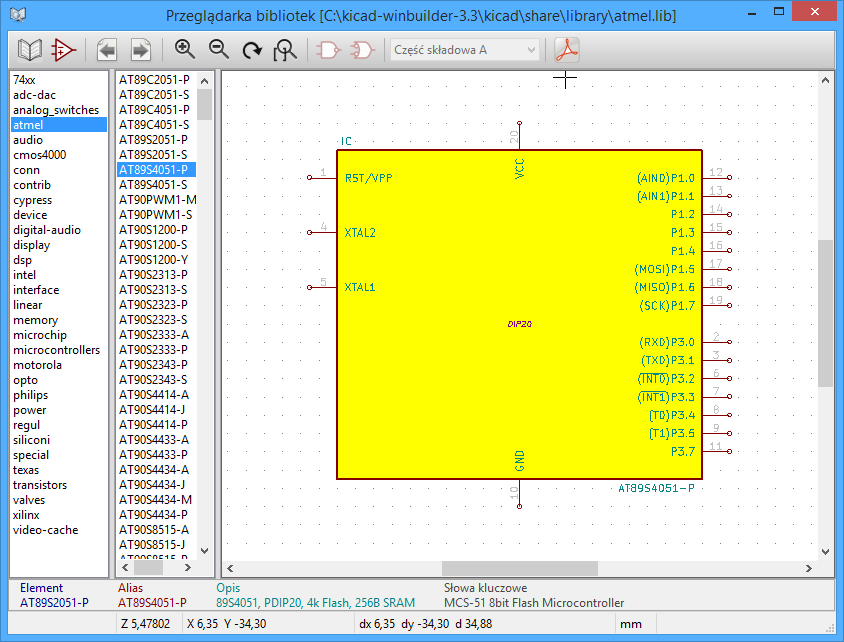 Przeglądarka bibliotek [C:\kicad-winbuilder-3.3\kicad\share\library\atmel.lib]
Część składowa A
74xx
adc-dac
analog_switches
atmel
audio
cmos4000
conn
contrib
cypress
device
digital-audio
display
dsp
intel
interface
linear
memory
microchip
microcontrollers
motorola
opto
philips
power
regul
siliconi
special
texas
transistors
valves
xilinx
video-cache
AT89C2051-P
AT89C2051-S
AT89C4051-P
AT89C4051-S
AT89S2051-P
AT89S2051-S
AT89S4051-P
AT89S4051-S
AT90PWM1-M
AT90PWM1-S
AT90S1200-P
AT90S1200-S
AT90S1200-Y
AT90S2313-P
AT90S2313-S
AT90S2323-P
AT90S2323-S
AT90S2333-A
AT90S2333-P
AT90S2343-P
AT90S2343-S
AT90S4414-A
AT90S4414-J
AT90S4414-P
AT90S4433-A
AT90S4433-P
AT90S4434-A
AT90S4434-J
AT90S4434-M
AT90S4434-P
AT90S8515-A
AT90S8515-J
AT90S8515-P
IC
20
VCC
1 RST/VPP
4 XTAL2
5 XTAL1
DIP20
(AIN0)P1.0 12
(AIN1)P1.1 13
P1.2 14
P1.3 15
P1.4 16
(MOSI)P1.5 17
(MISO)P1.6 18
(SCK)P1.7 19
(RXD)P3.0 2
(TXD)P3.1 3
(INT0)P3.2 6
(INT1)P3.3 7
(T0)P3.4 8
(T1)P3.5 9
P3.7 11
GND
10
AT89S4051-P
Element Alias Opis Słowa kluczowe
AT89S2051-P AT89S4051-P 89S4051, PDIP20, 4k Flash, 256B SRAM MCS-51 8bit Flash Microcontroller
Z 5,47802 X 6,35 Y -34,30 dx 6,35 dy -34,30 d 34,88 mm